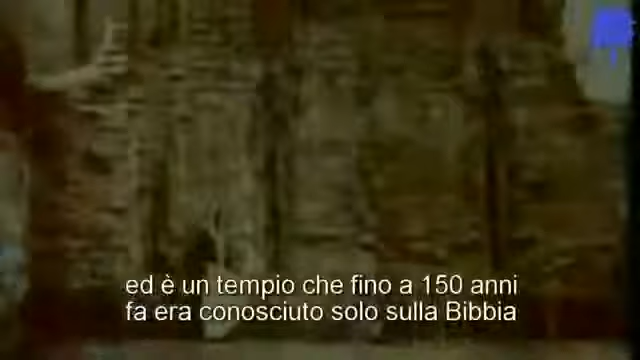 ed è un tempio che fino a 150 anni
fa era conosciuto solo sulla Bibbia